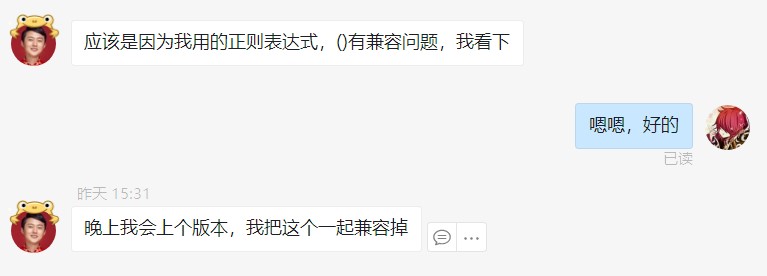 应该是因为我用的正则表达式，()有兼容问题，我看下
嗯嗯，好的
已读
昨天 15:31
晚上我会上个版本，我把这个一起兼容掉